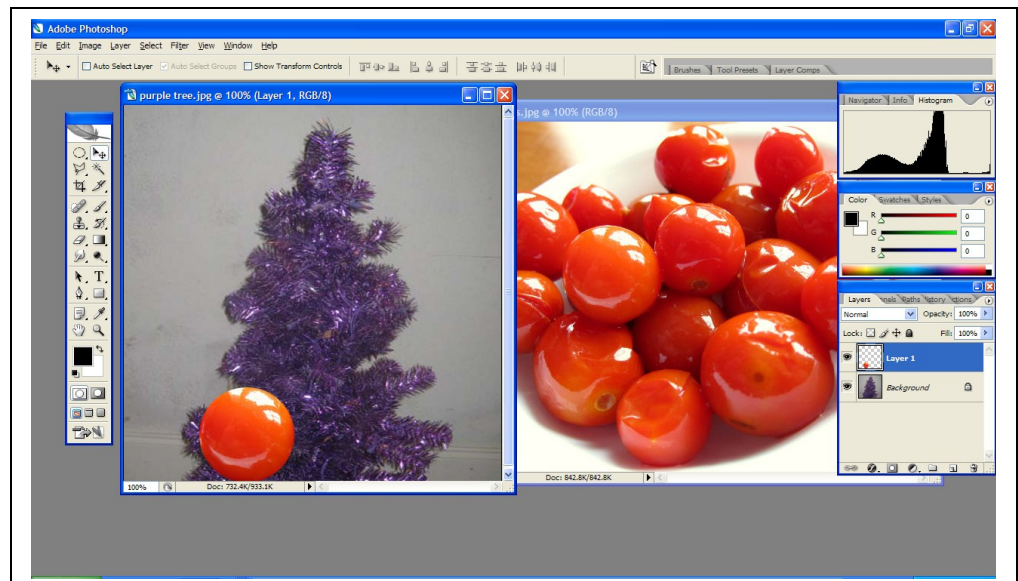 Adobe Photoshop
File Edit Image Layer Select Filter View Window Help
Auto Select Layer Auto Select Groups Show Transform Controls Brushes Tool Presets Layer Comps
purple tree.jpg @ 100% (Layer 1, RGB/8)
s.jpg @ 100% (RGB/8)
Navigator Info Histogram
Color Swatches Styles
R 0
G 0
B 0
Layers nnels Paths History ctions
Normal Opacity: 100%
Lock: Fill: 100%
Layer 1
Background
T
100% Doc: 732.4K/933.1K
Doc: 842.8K/842.8K